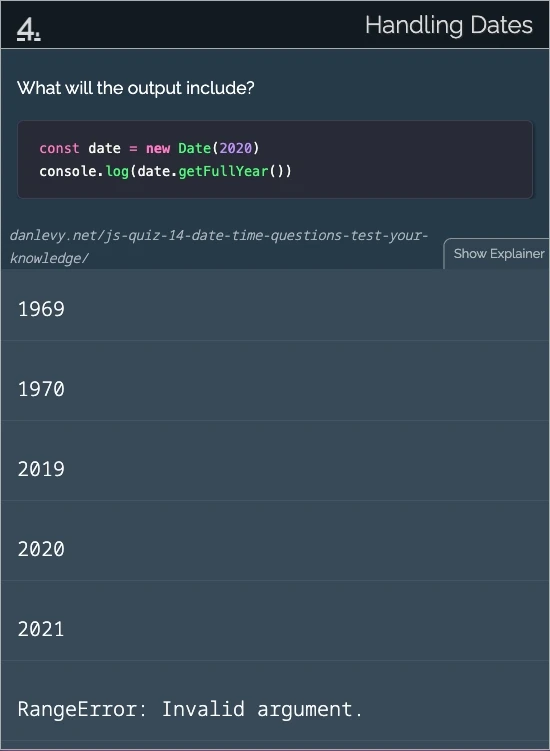 4.
Handling Dates
What will the output include?
const date = new Date(2020)
console.log(date.getFullYear())
danlevy.net/js-quiz-14-date-time-questions-test-your-
knowledge/
Show Explainer
1969
1970
2019
2020
2021
RangeError: Invalid argument.